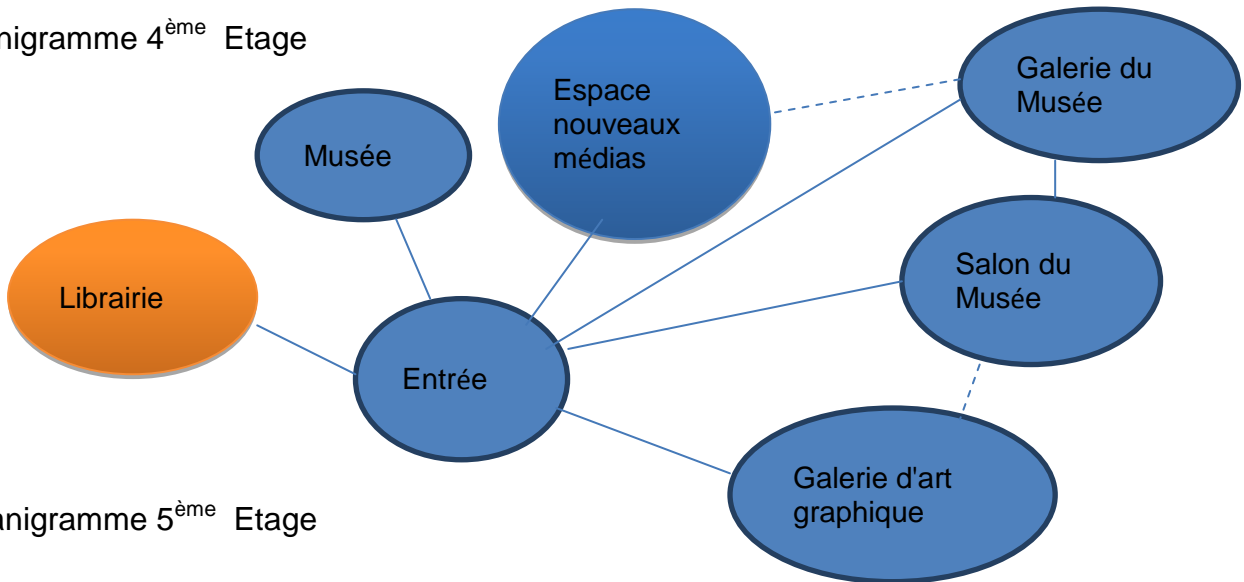 nigramme 4ème Etage
Galerie du
Musée
Espace
nouveaux
médias
Musée
Salon du
Musée
Librairie
Entrée
Galerie d'art
graphique
anigramme 5ème Etage